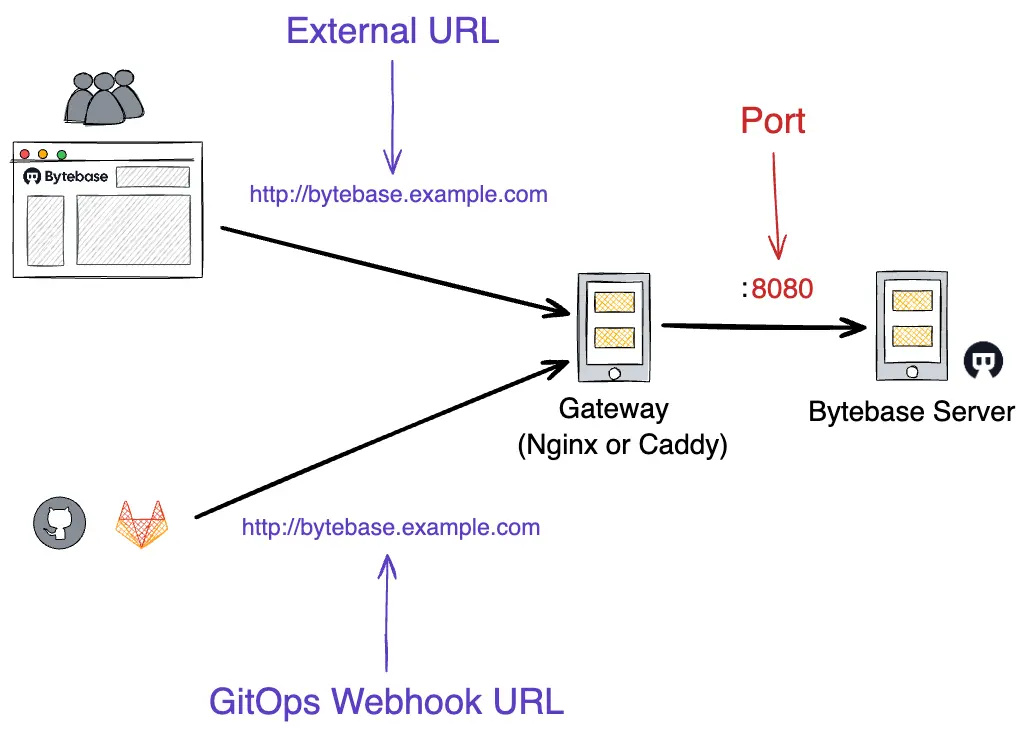 External URL
Port
Bytebase
http://bytebase.example.com
:8080
Gateway
(Nginx or Caddy)
Bytebase Server
http://bytebase.example.com
GitOps Webhook URL